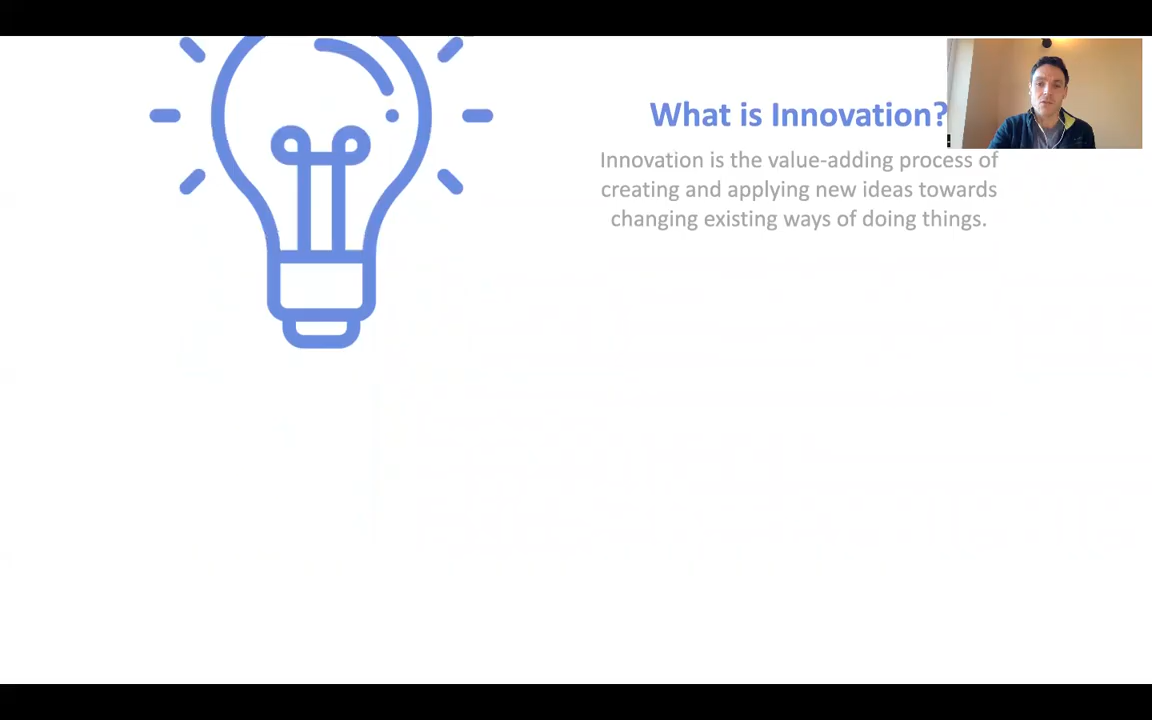 What is Innovation?
Innovation is the value-adding process of
creating and applying new ideas towards
changing existing ways of doing things.